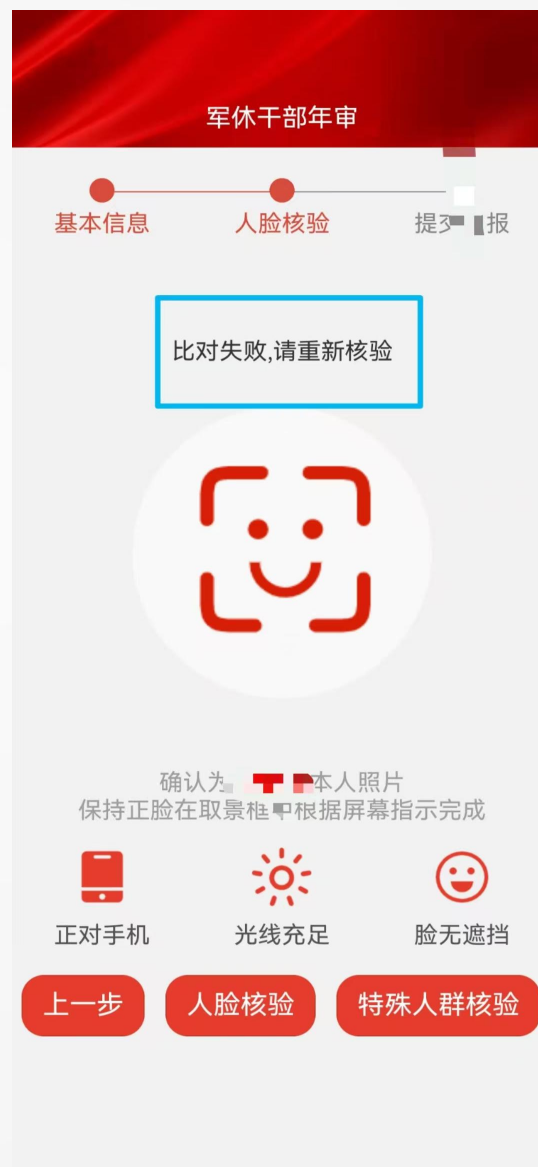 军休干部年审
基本信息
人脸核验
提 报
比对失败,请重新核验
确认为 本人照片
保持正脸在取景框中根据屏幕指示完成
正对手机
光线充足
脸无遮挡
上一步
人脸核验
特殊人群核验